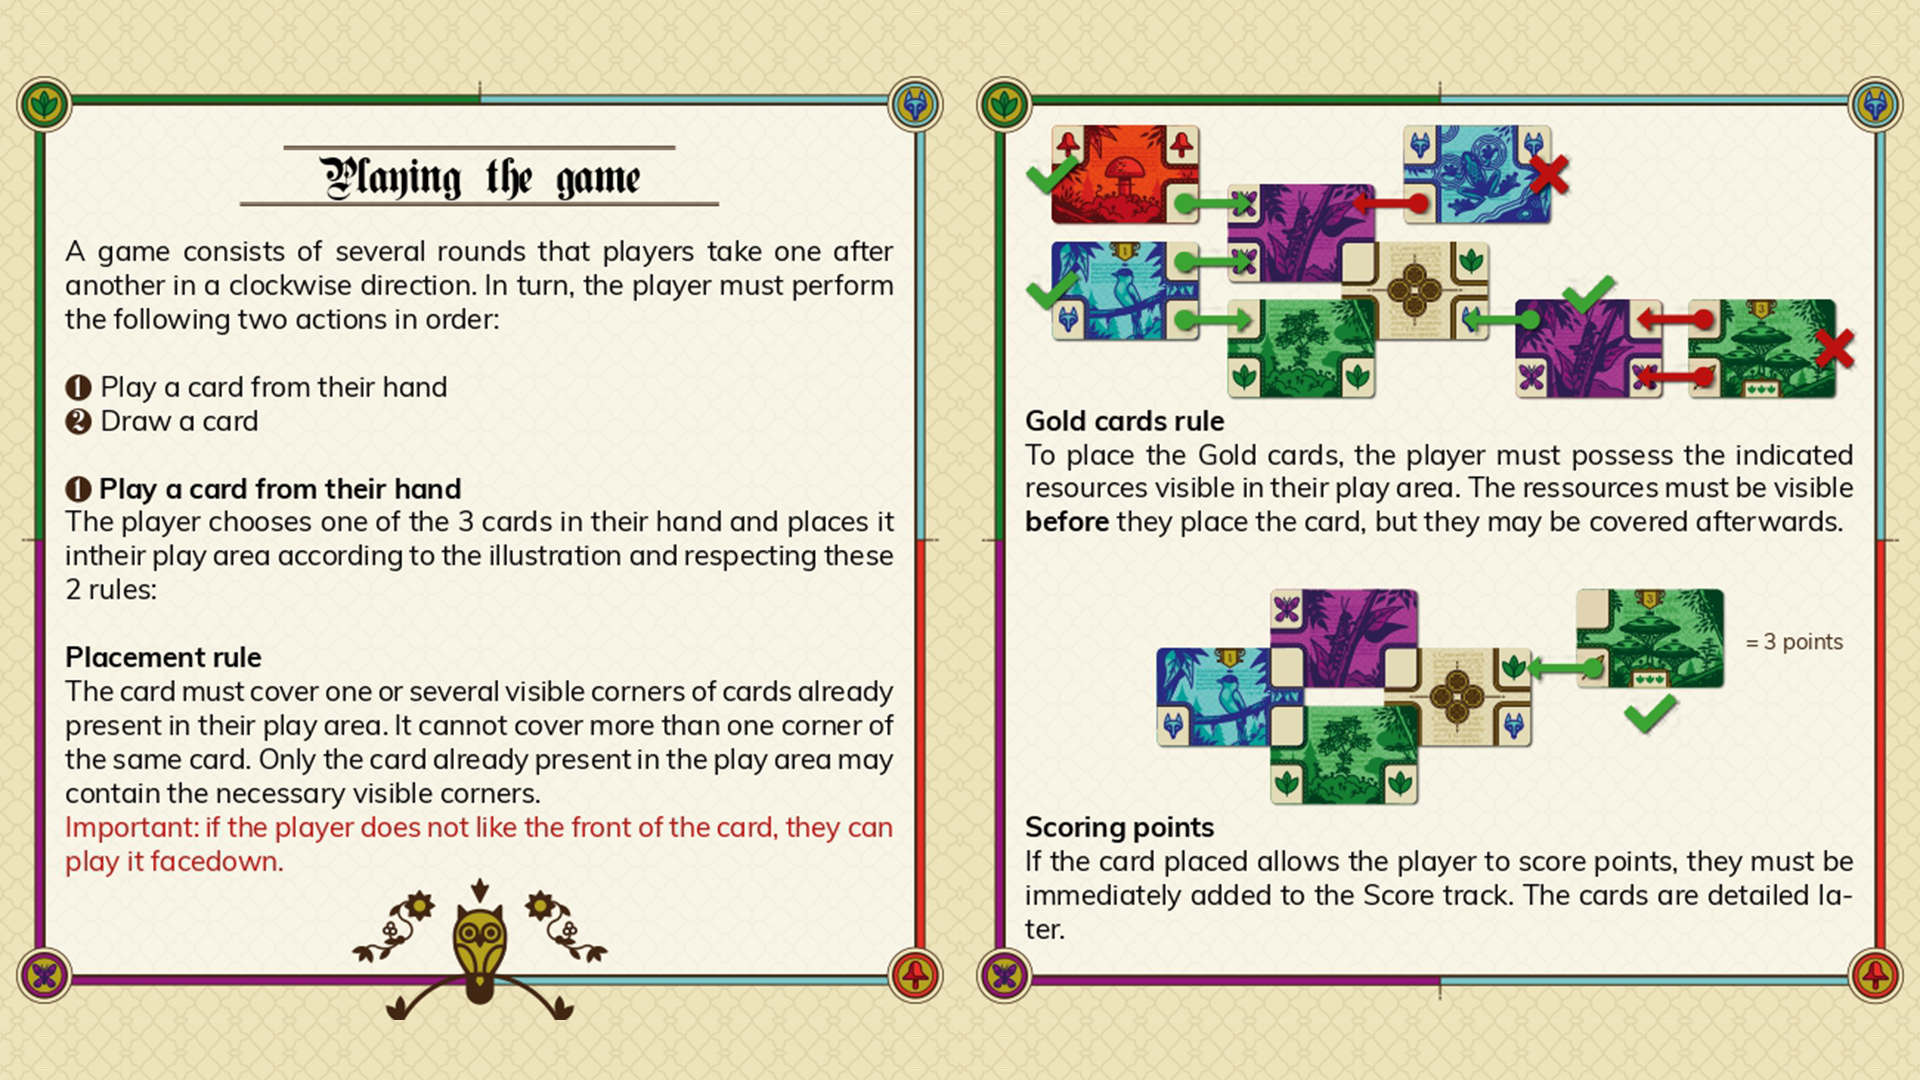 Playing the game
A game consists of several rounds that players take one after
another in a clockwise direction. In turn, the player must perform
the following two actions in order:
1 Play a card from their hand
2 Draw a card
1 Play a card from their hand
The player chooses one of the 3 cards in their hand and places it
intheir play area according to the illustration and respecting these
2 rules:
Placement rule
The card must cover one or several visible corners of cards already
present in their play area. It cannot cover more than one corner of
the same card. Only the card already present in the play area may
contain the necessary visible corners.
Important: if the player does not like the front of the card, they can
play it facedown.
1
3
Gold cards rule
To place the Gold cards, the player must possess the indicated
resources visible in their play area. The ressources must be visible
before they place the card, but they may be covered afterwards.
3
= 3 points
1
Scoring points
If the card placed allows the player to score points, they must be
immediately added to the Score track. The cards are detailed la-
ter.